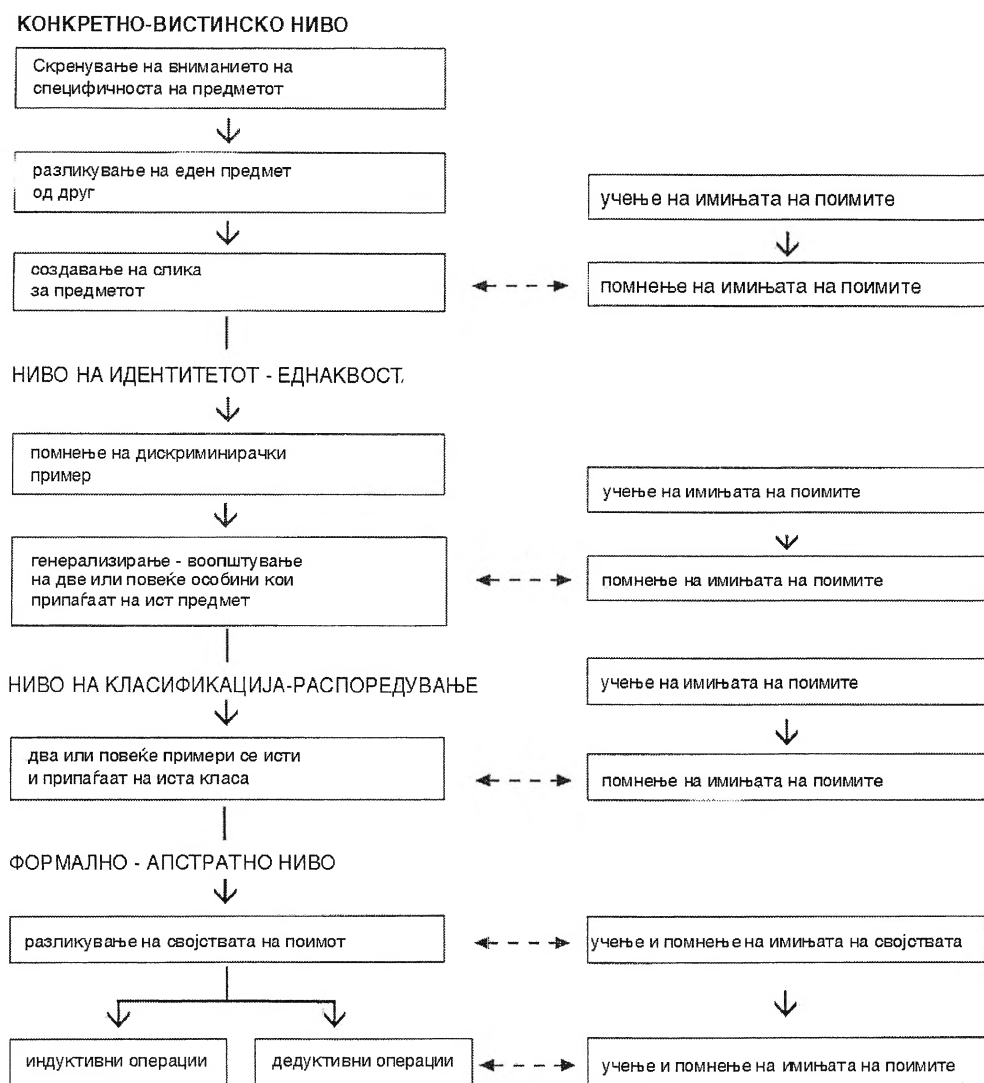 КОНКРЕТНО-ВИСТИНСКО НИВО
Скренување на вниманието на
специфичноста на предметот
разликување на еден предмет
од друг
учење на имињата на поимите
создавање на слика
за предметот
помнење на имињата на поимите
НИВО НА ИДЕНТИТЕТОТ - ЕДНАКВОСТ
помнење на дискриминирачки
пример
учење на имињата на поимите
генерализирање - воопштување
на две или повеќе особини кои
припаѓаат на ист предмет
помнење на имињата на поимите
НИВО НА КЛАСИФИКАЦИЈА-РАСПОРЕДУВАЊЕ
учење на имињата на поимите
два или повеќе примери се исти
и припаѓаат на иста класа
помнење на имињата на поимите
ФОРМАЛНО - АПСТРАТНО НИВО
разликување на својствата на поимот
учење и помнење на имињата на својствата
индуктивни операции
дедуктивни операции
учење и помнење на имињата на поимите